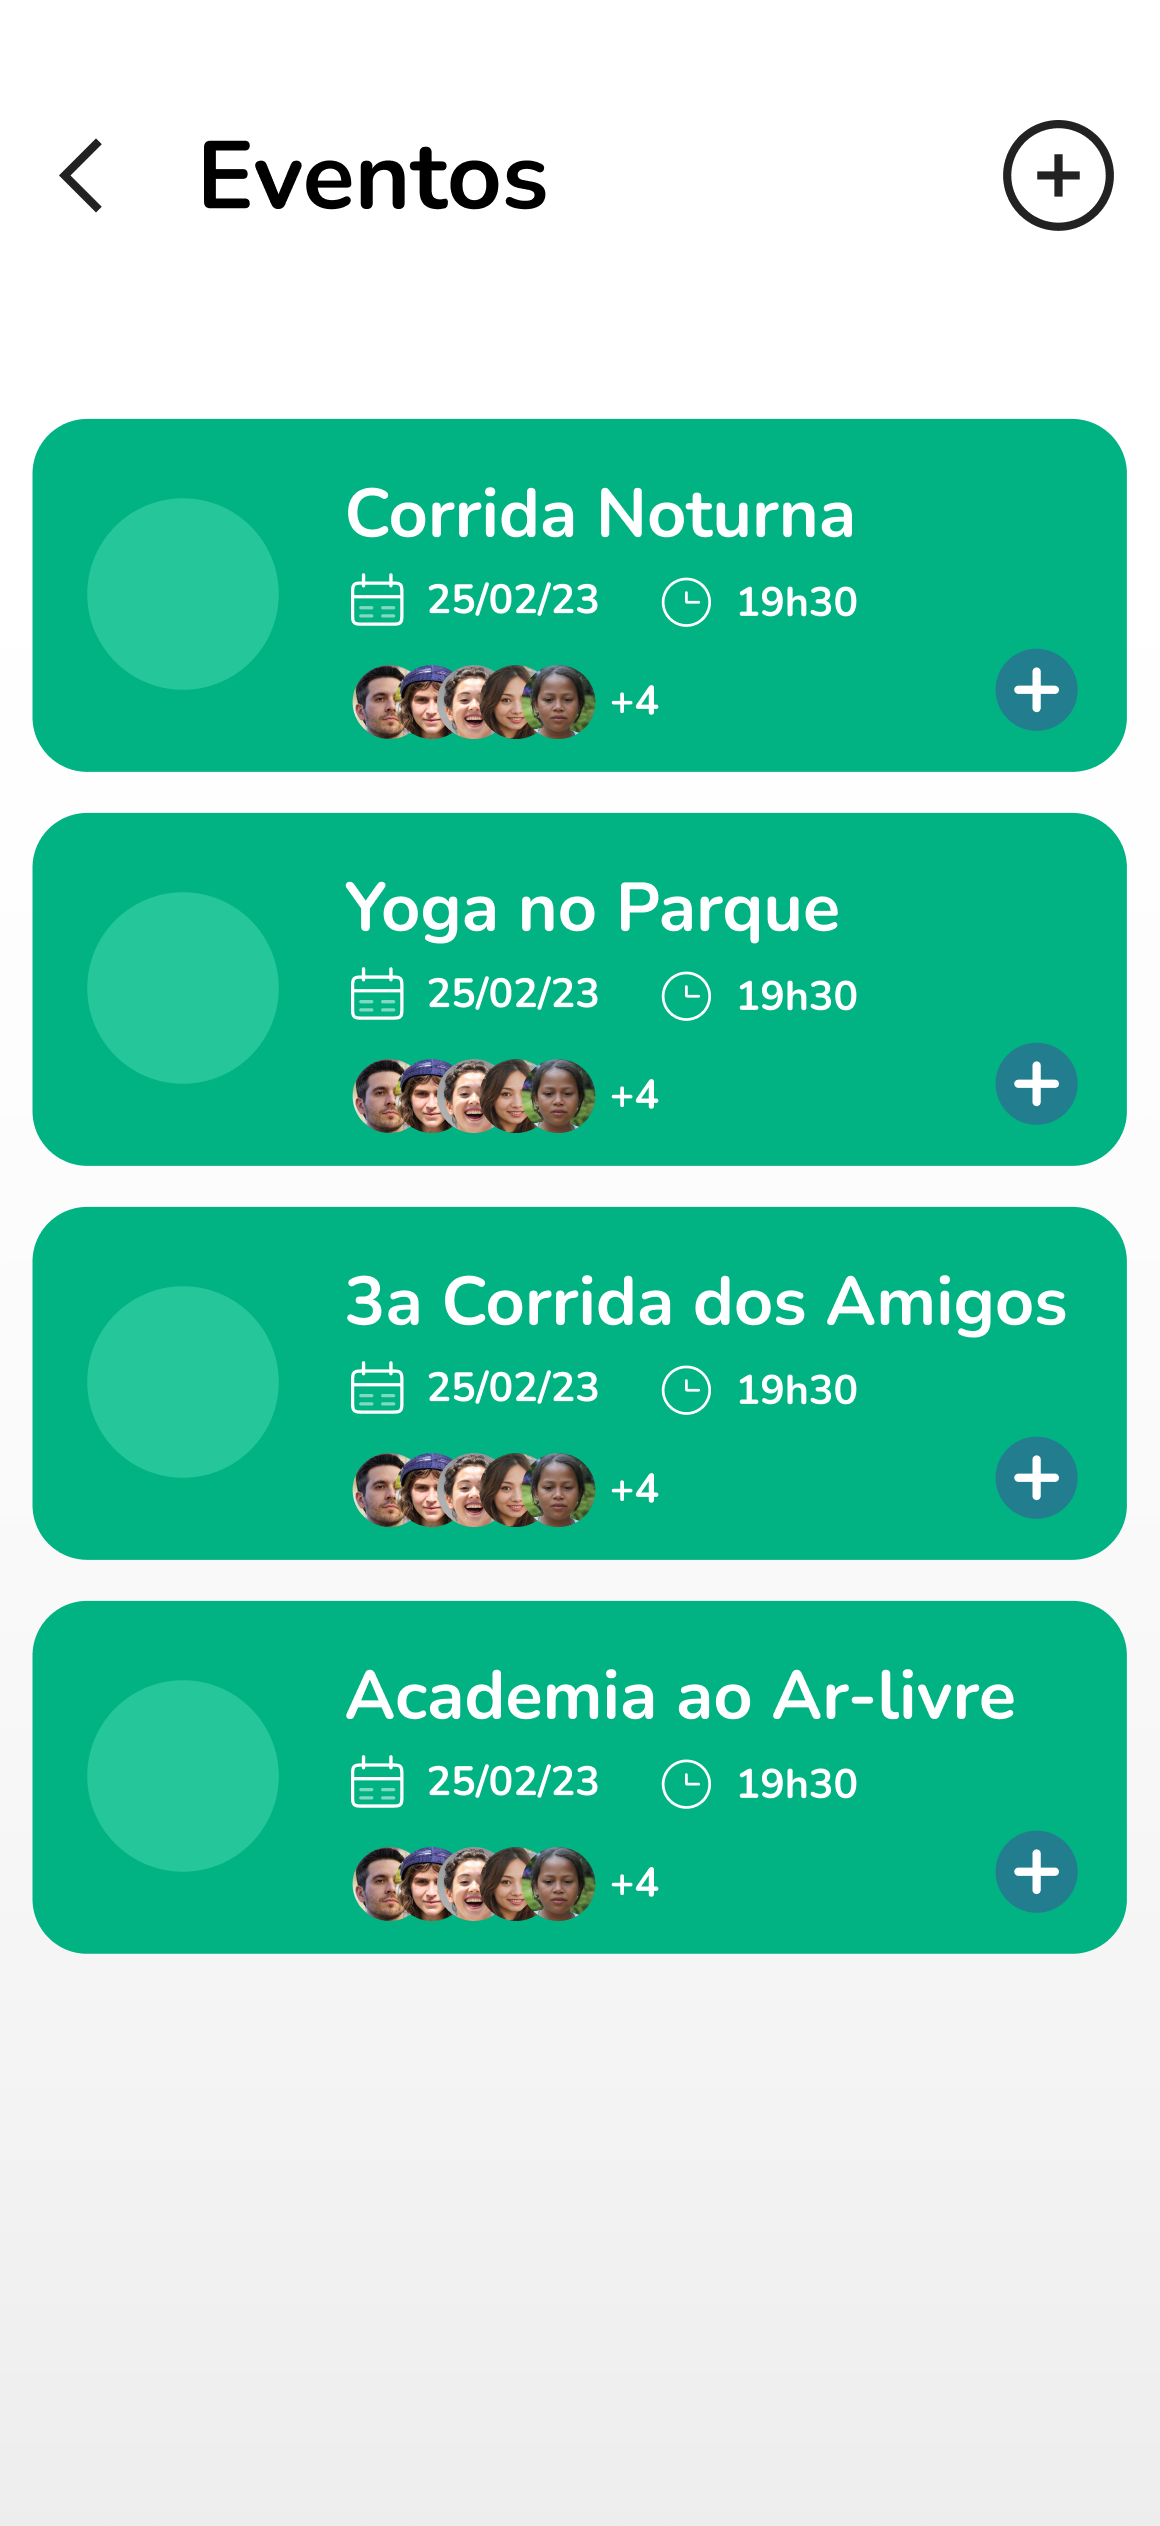 Eventos
Corrida Noturna
25/02/23 19h30
+4
Yoga no Parque
25/02/23 19h30
+4
3a Corrida dos Amigos
25/02/23 19h30
+4
Academia ao Ar-livre
25/02/23 19h30
+4